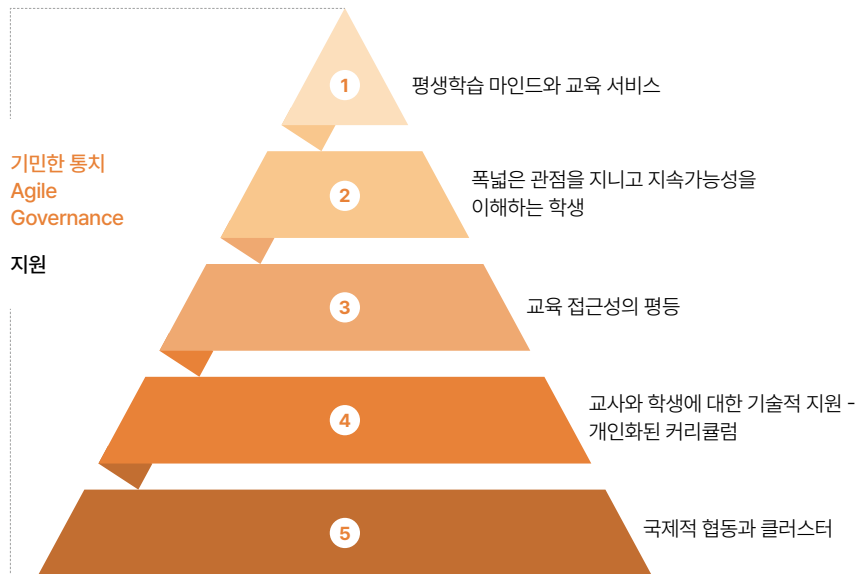 1
평생학습 마인드와 교육 서비스
기민한 통치
Agile
Governance
지원
2
폭넓은 관점을 지니고 지속가능성을
이해하는 학생
3
교육 접근성의 평등
4
교사와 학생에 대한 기술적 지원 -
개인화된 커리큘럼
5
국제적 협동과 클러스터